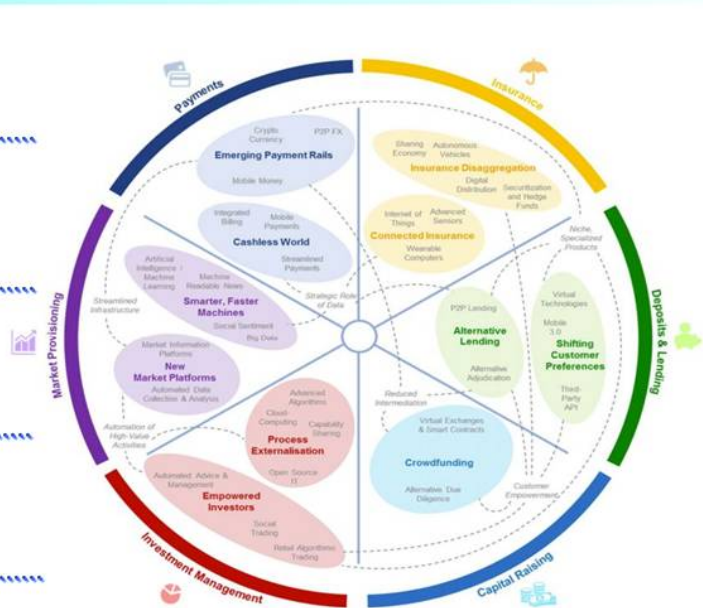 Payments
Insurance
Deposits & Lending
Capital Raising
Investment Management
Market Provisioning
Crypto
Currency
P2P FX
Emerging Payment Rails
Mobile Money
Integrated
Billing
Mobile
Payments
Cashless World
Streamlined
Payments
Sharing
Economy
Autonomous
Vehicles
Insurance Disaggregation
Digital
Distribution
Securitization
and Hedge
Funds
Internet of
Things
Advanced
Seniors
Connected Insurance
Wearable
Computers
Niche,
Specialized
Products
Artificial
Intelligence /
Machine
Learning
Machine
Readable News
Smarter, Faster
Machines
Social Sentiment
Big Data
Streamlined
Infrastructure
Strategic Role
of Data
P2P Lending
Alternative
Lending
Alternative
Adjudication
Virtual
Technologies
Mobile
3.0
Shifting
Customer
Preferences
Third-
Party
API
Market Information
Platforms
New
Market Platforms
Automated Data
Collection & Analysis
Automation of
High-Value
Activities
Advanced
Algorithms
Cloud-
Computing
Capability
Sharing
Process
Externalisation
Open Source
IT
Reduced
Intermediation
Virtual Exchanges
& Smart Contracts
Crowdfunding
Alternative Due
Diligence
Customer
Empowerment
Automated Advice &
Management
Empowered
Investors
Social
Trading
Retail Algorithmic
Trading